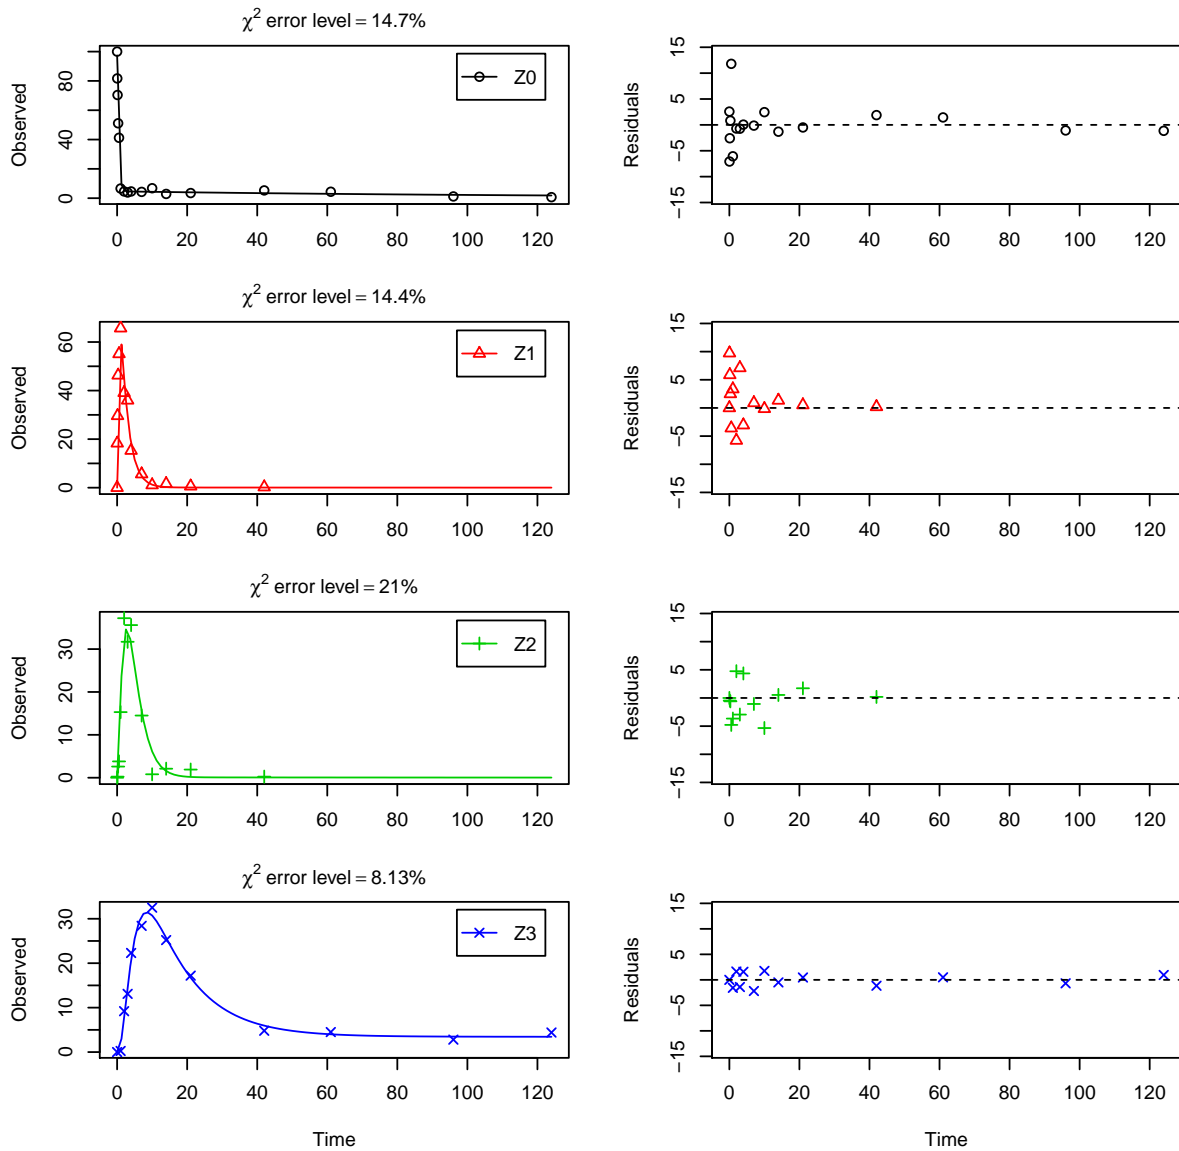 χ² error level = 14.7%
Observed
0 40 80
Z0
0 20 40 60 80 100 120
Residuals
−15 −5 5 15
0 20 40 60 80 100 120
χ² error level = 14.4%
Observed
0 20 40 60
Z1
0 20 40 60 80 100 120
Residuals
−15 −5 5 15
0 20 40 60 80 100 120
χ² error level = 21%
Observed
0 10 20 30
Z2
0 20 40 60 80 100 120
Residuals
−15 −5 5 15
0 20 40 60 80 100 120
χ² error level = 8.13%
Observed
0 10 20 30
Z3
0 20 40 60 80 100 120
Time
Residuals
−15 −5 5 15
0 20 40 60 80 100 120
Time